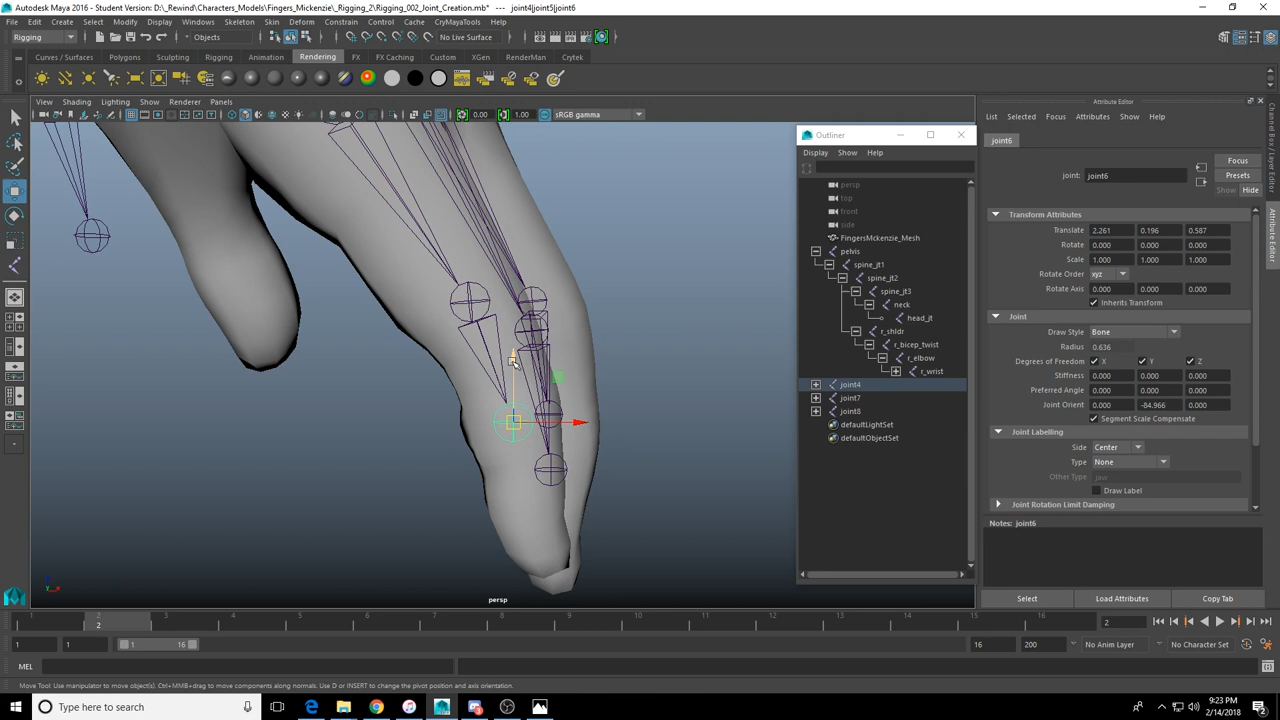 Autodesk Maya 2016 - Student Version: D:\_Rewind\Characters_Models\Fingers_Mckenzie\_Rigging_2\Rigging_002_Joint_Creation.mb* --- joint4|joint5|joint6
File Edit Create Select Modify Display Windows Skeleton Skin Deform Constrain Control Cache CryMayaTools Help
Rigging Objects No Live Surface
Curves / Surfaces Polygons Sculpting Rigging Animation Rendering FX FX Caching Custom XGen RenderMan Crytek
View Shading Lighting Show Renderer Panels
0.00 1.00 sRGB gamma
Outliner
Display Show Help
persp
top
front
side
FingersMckenzie_Mesh
pelvis
spine_jt1
spine_jt2
spine_jt3
neck
head_jt
r_shldr
r_bicep_twist
r_elbow
r_wrist
joint4
joint7
joint8
defaultLightSet
defaultObjectSet
persp
Attribute Editor
List Selected Focus Attributes Show Help
joint6
Focus
joint: joint6 Presets
Show Hide
Transform Attributes
Translate 2.261 0.196 0.587
Rotate 0.000 0.000 0.000
Scale 1.000 1.000 1.000
Rotate Order xyz
Rotate Axis 0.000 0.000 0.000
Inherits Transform
Joint
Draw Style Bone
Radius 0.636
Degrees of Freedom X Y Z
Stiffness 0.000 0.000 0.000
Preferred Angle 0.000 0.000 0.000
Joint Orient 0.000 -84.966 0.000
Segment Scale Compensate
Joint Labelling
Side Center
Type None
Other Type jaw
Draw Label
Joint Rotation Limit Damping
Notes: joint6
Select Load Attributes Copy Tab
Channel Box / Layer Editor
Attribute Editor
1 2 3 4 5 6 7 8 9 10 11 12 13 14 15 16
2 2
1 1 1 16 16 200 No Anim Layer No Character Set
MEL
Move Tool: Use manipulator to move object(s). Ctrl+MMB+drag to move components along normals. Use D or INSERT to change the pivot position and axis orientation.
Type here to search
9:23 PM
2/14/2018